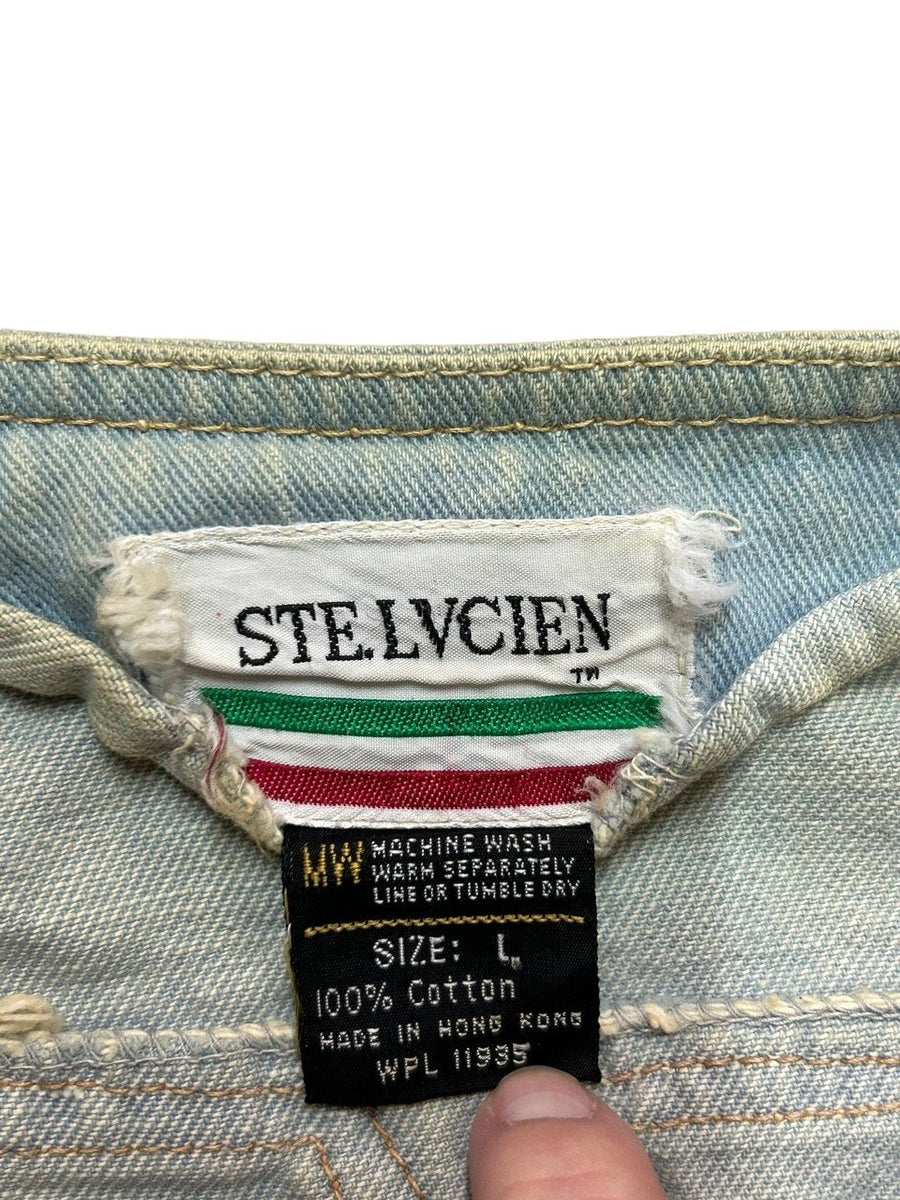 STE.LVCIEN
TM
MW MACHINE WASH
WARM SEPARATELY
LINE OR TUMBLE DRY
SIZE: L
100% Cotton
MADE IN HONG KONG
WPL 11935